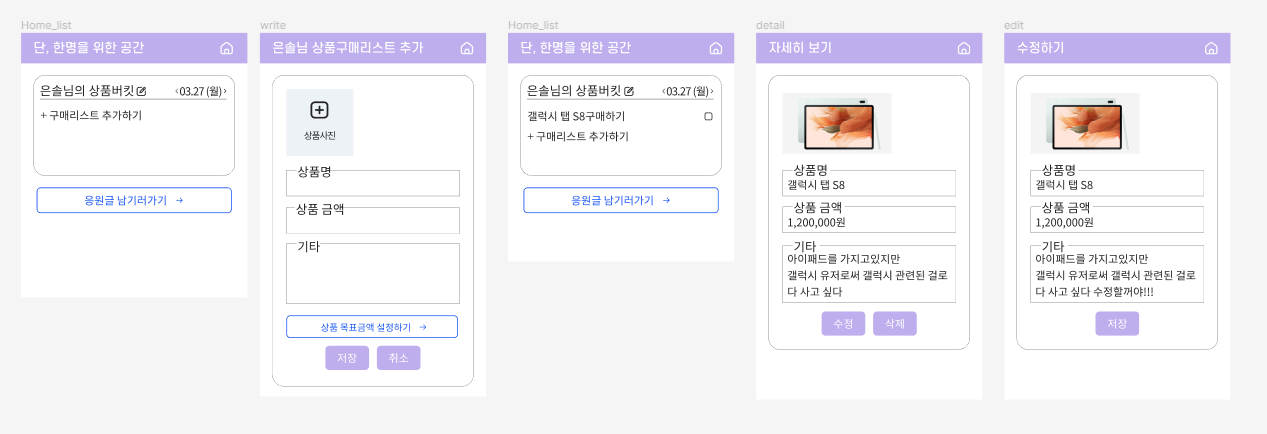 Home_list
단, 한명을 위한 공간
은솔님의 상품버킷
03.27 (월)
+ 구매리스트 추가하기
응원글 남기러가기 →
write
은솔님 상품구매리스트 추가
상품사진
상품명
상품 금액
기타
상품 목표금액 설정하기 →
저장
취소
Home_list
단, 한명을 위한 공간
은솔님의 상품버킷
03.27 (월)
갤럭시 탭 S8구매하기
+ 구매리스트 추가하기
응원글 남기러가기 →
detail
자세히 보기
상품명
갤럭시 탭 S8
상품 금액
1,200,000원
기타
아이패드를 가지고있지만
갤럭시 유저로써 갤럭시 관련된 걸로
다 사고 싶다
수정
삭제
edit
수정하기
상품명
갤럭시 탭 S8
상품 금액
1,200,000원
기타
아이패드를 가지고있지만
갤럭시 유저로써 갤럭시 관련된 걸로
다 사고 싶다 수정할꺼야!!!
저장